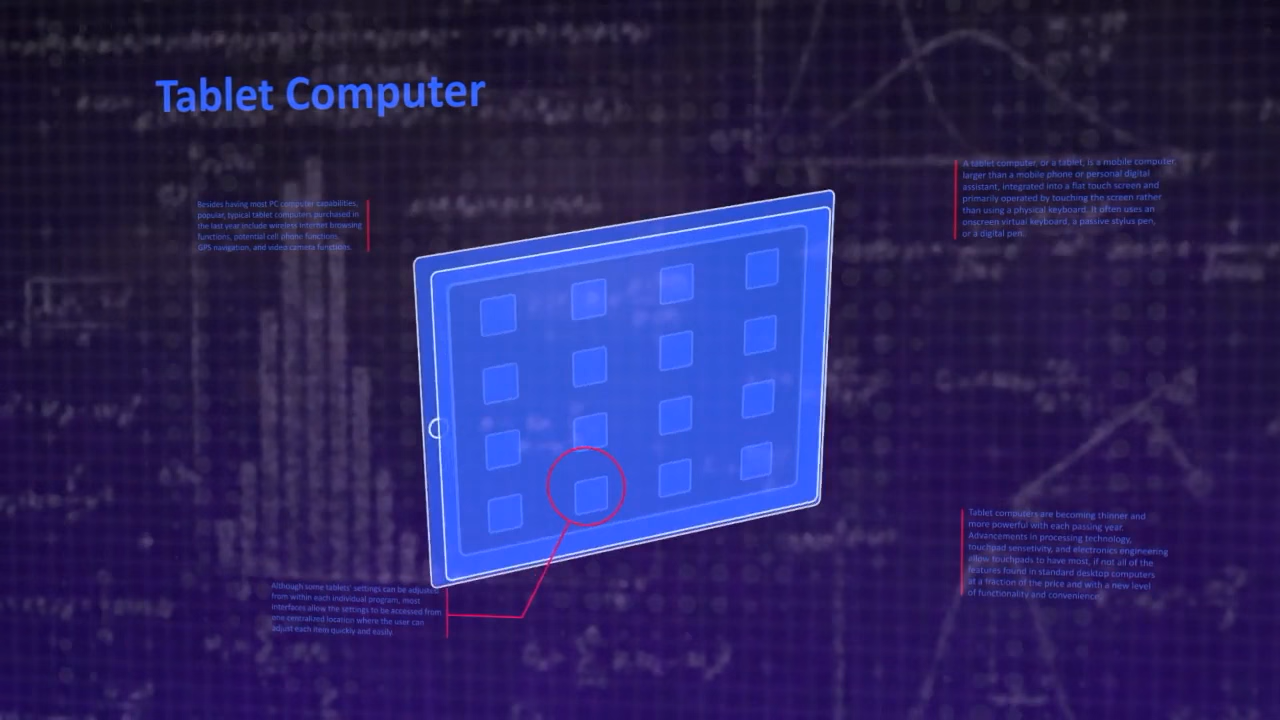 Tablet Computer
A tablet computer, or a tablet, is a mobile computer,
larger than a mobile phone or personal digital
assistant, integrated into a flat touch screen and
primarily operated by touching the screen rather
than using a physical keyboard. It often uses an
onscreen virtual keyboard, a passive stylus pen,
or a digital pen.
Besides having most PC computer capabilities,
popular, typical tablet computers purchased in
the last year include wireless internet browsing
functions, potential cell phone functions,
GPS navigation, and video camera functions.
Tablet computers are becoming thinner and
more powerful with each passing year.
Advancements in processing technology,
touchpad sensetivity, and electronics engineering
allow touchpads to have most, if not all of the
features found in standard desktop computers
at a fraction of the price and with a new level
of functionality and convenience.
Although some tablets' settings can be adjusted
from within each individual program, most
interfaces allow the settings to be accessed from
one centralized location where the user can
adjust each item quickly and easily.